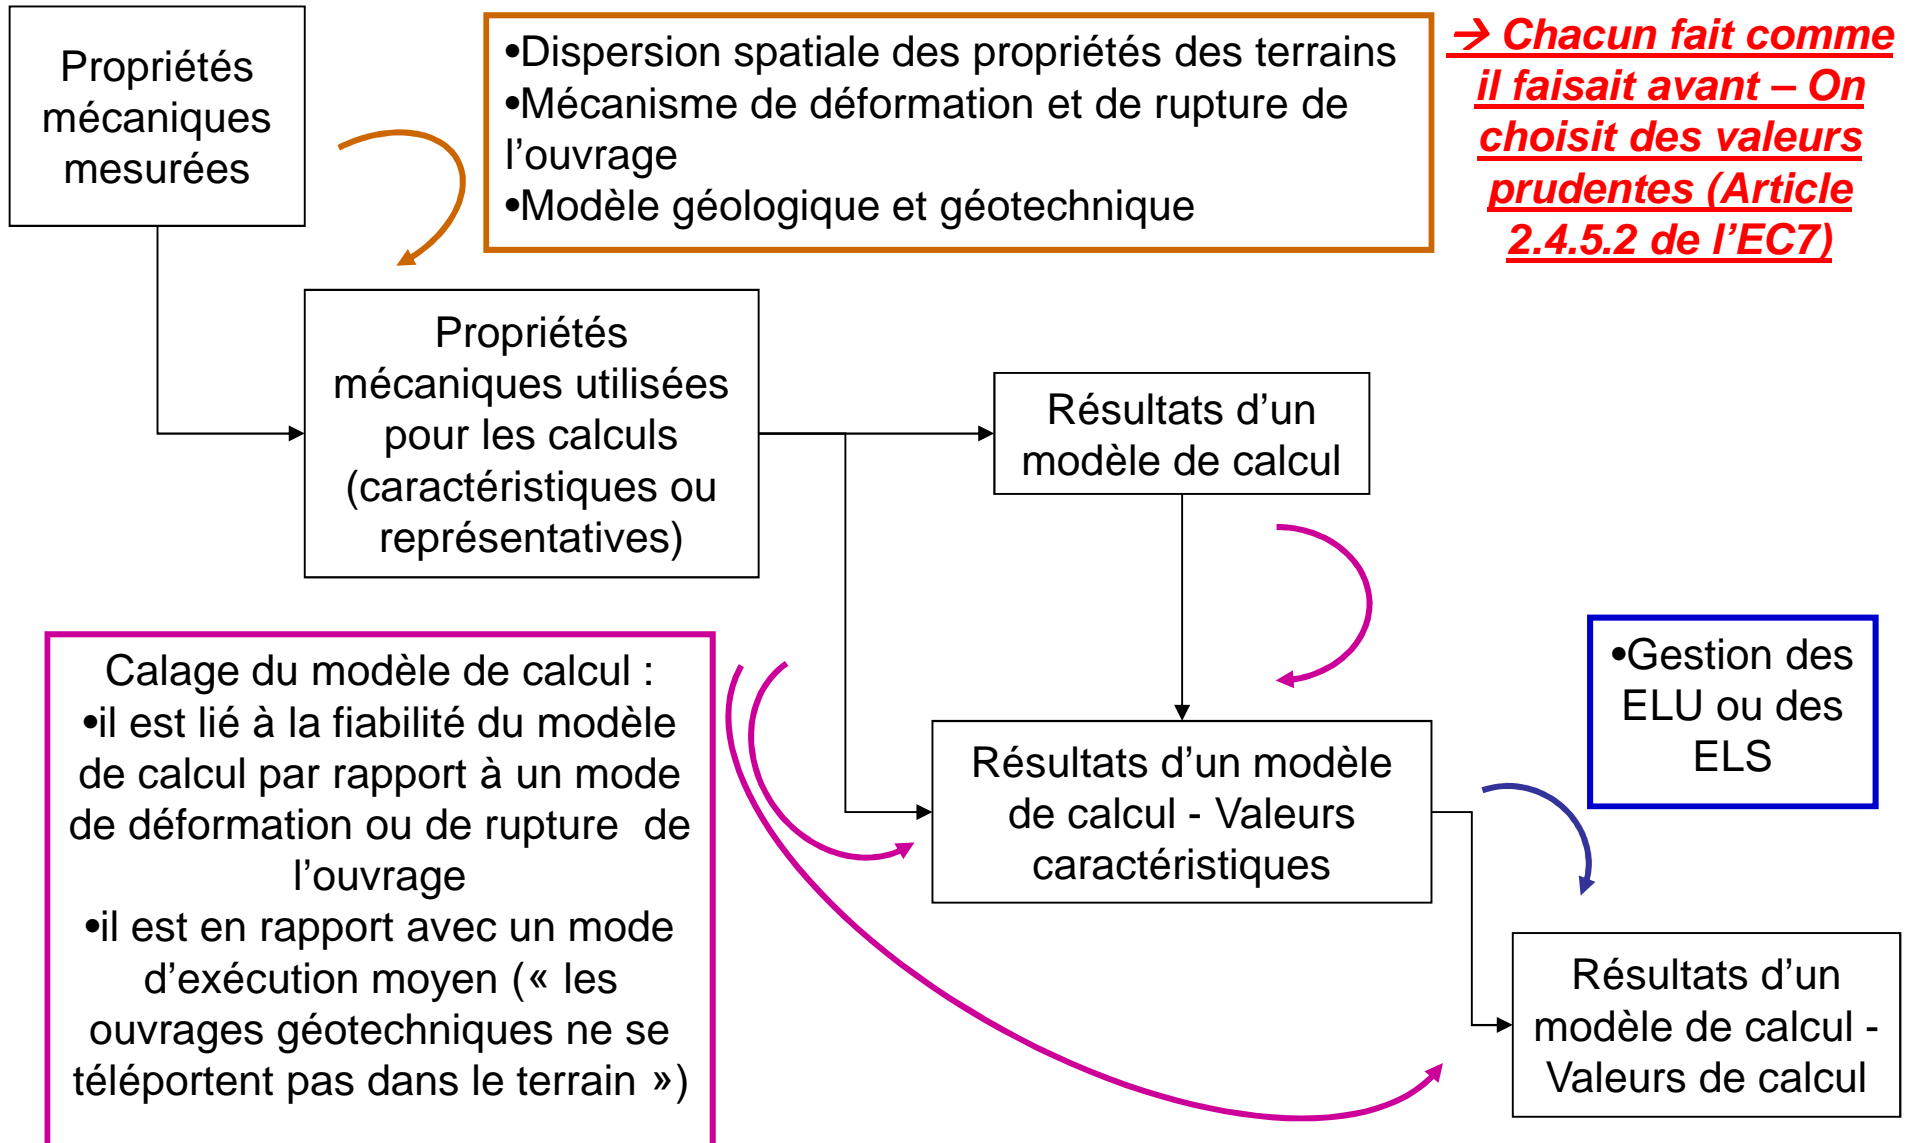 Propriétés
mécaniques
mesurées
•Dispersion spatiale des propriétés des terrains
•Mécanisme de déformation et de rupture de
l’ouvrage
•Modèle géologique et géotechnique
→ Chacun fait comme
il faisait avant – On
choisit des valeurs
prudentes (Article
2.4.5.2 de l’EC7)
Propriétés
mécaniques utilisées
pour les calculs
(caractéristiques ou
représentatives)
Résultats d’un
modèle de calcul
Calage du modèle de calcul :
•il est lié à la fiabilité du modèle
de calcul par rapport à un mode
de déformation ou de rupture de
l’ouvrage
•il est en rapport avec un mode
d’exécution moyen (« les
ouvrages géotechniques ne se
téléportent pas dans le terrain »)
•Gestion des
ELU ou des
ELS
Résultats d’un modèle
de calcul - Valeurs
caractéristiques
Résultats d’un
modèle de calcul -
Valeurs de calcul